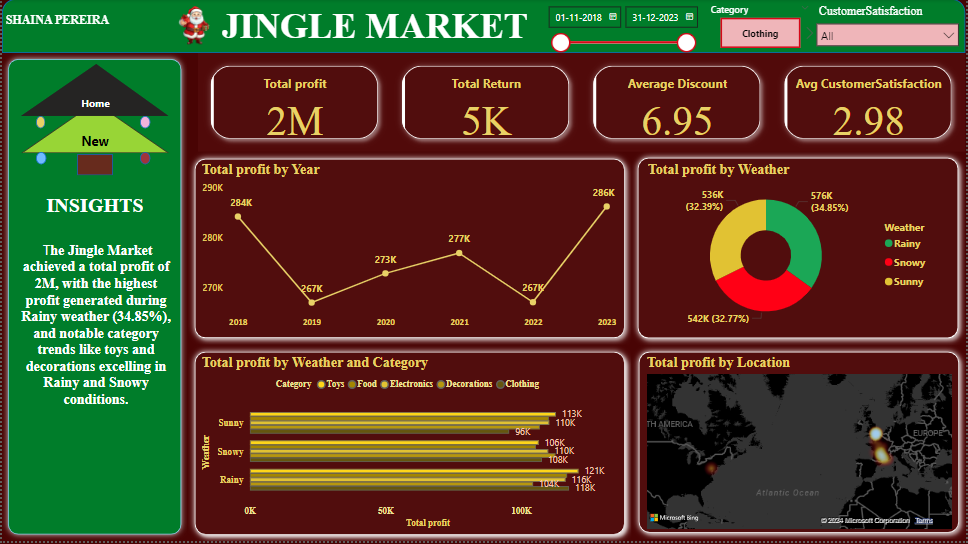 SHAINA PEREIRA
JINGLE MARKET
01-11-2018
31-12-2023
Category
Clothing
CustomerSatisfaction
All
Home
New
INSIGHTS
The Jingle Market
achieved a total profit of
2M, with the highest
profit generated during
Rainy weather (34.85%),
and notable category
trends like toys and
decorations excelling in
Rainy and Snowy
conditions.
Total profit
2M
Total Return
5K
Average Discount
6.95
Avg CustomerSatisfaction
2.98
Total profit by Year
290K
280K
270K
284K
267K
273K
277K
267K
286K
2018 2019 2020 2021 2022 2023
Total profit by Weather
536K
(32.39%)
576K
(34.85%)
542K (32.77%)
Weather
Rainy
Snowy
Sunny
Total profit by Weather and Category
Category Toys Food Electronics Decorations Clothing
Weather
Sunny
113K
110K
96K
Snowy
106K
110K
108K
Rainy
121K
116K
104K
118K
0K 50K 100K
Total profit
Total profit by Location
TH AMERICA
EUROPE
Atlantic Ocean
Microsoft Bing
© 2024 Microsoft Corporation Terms